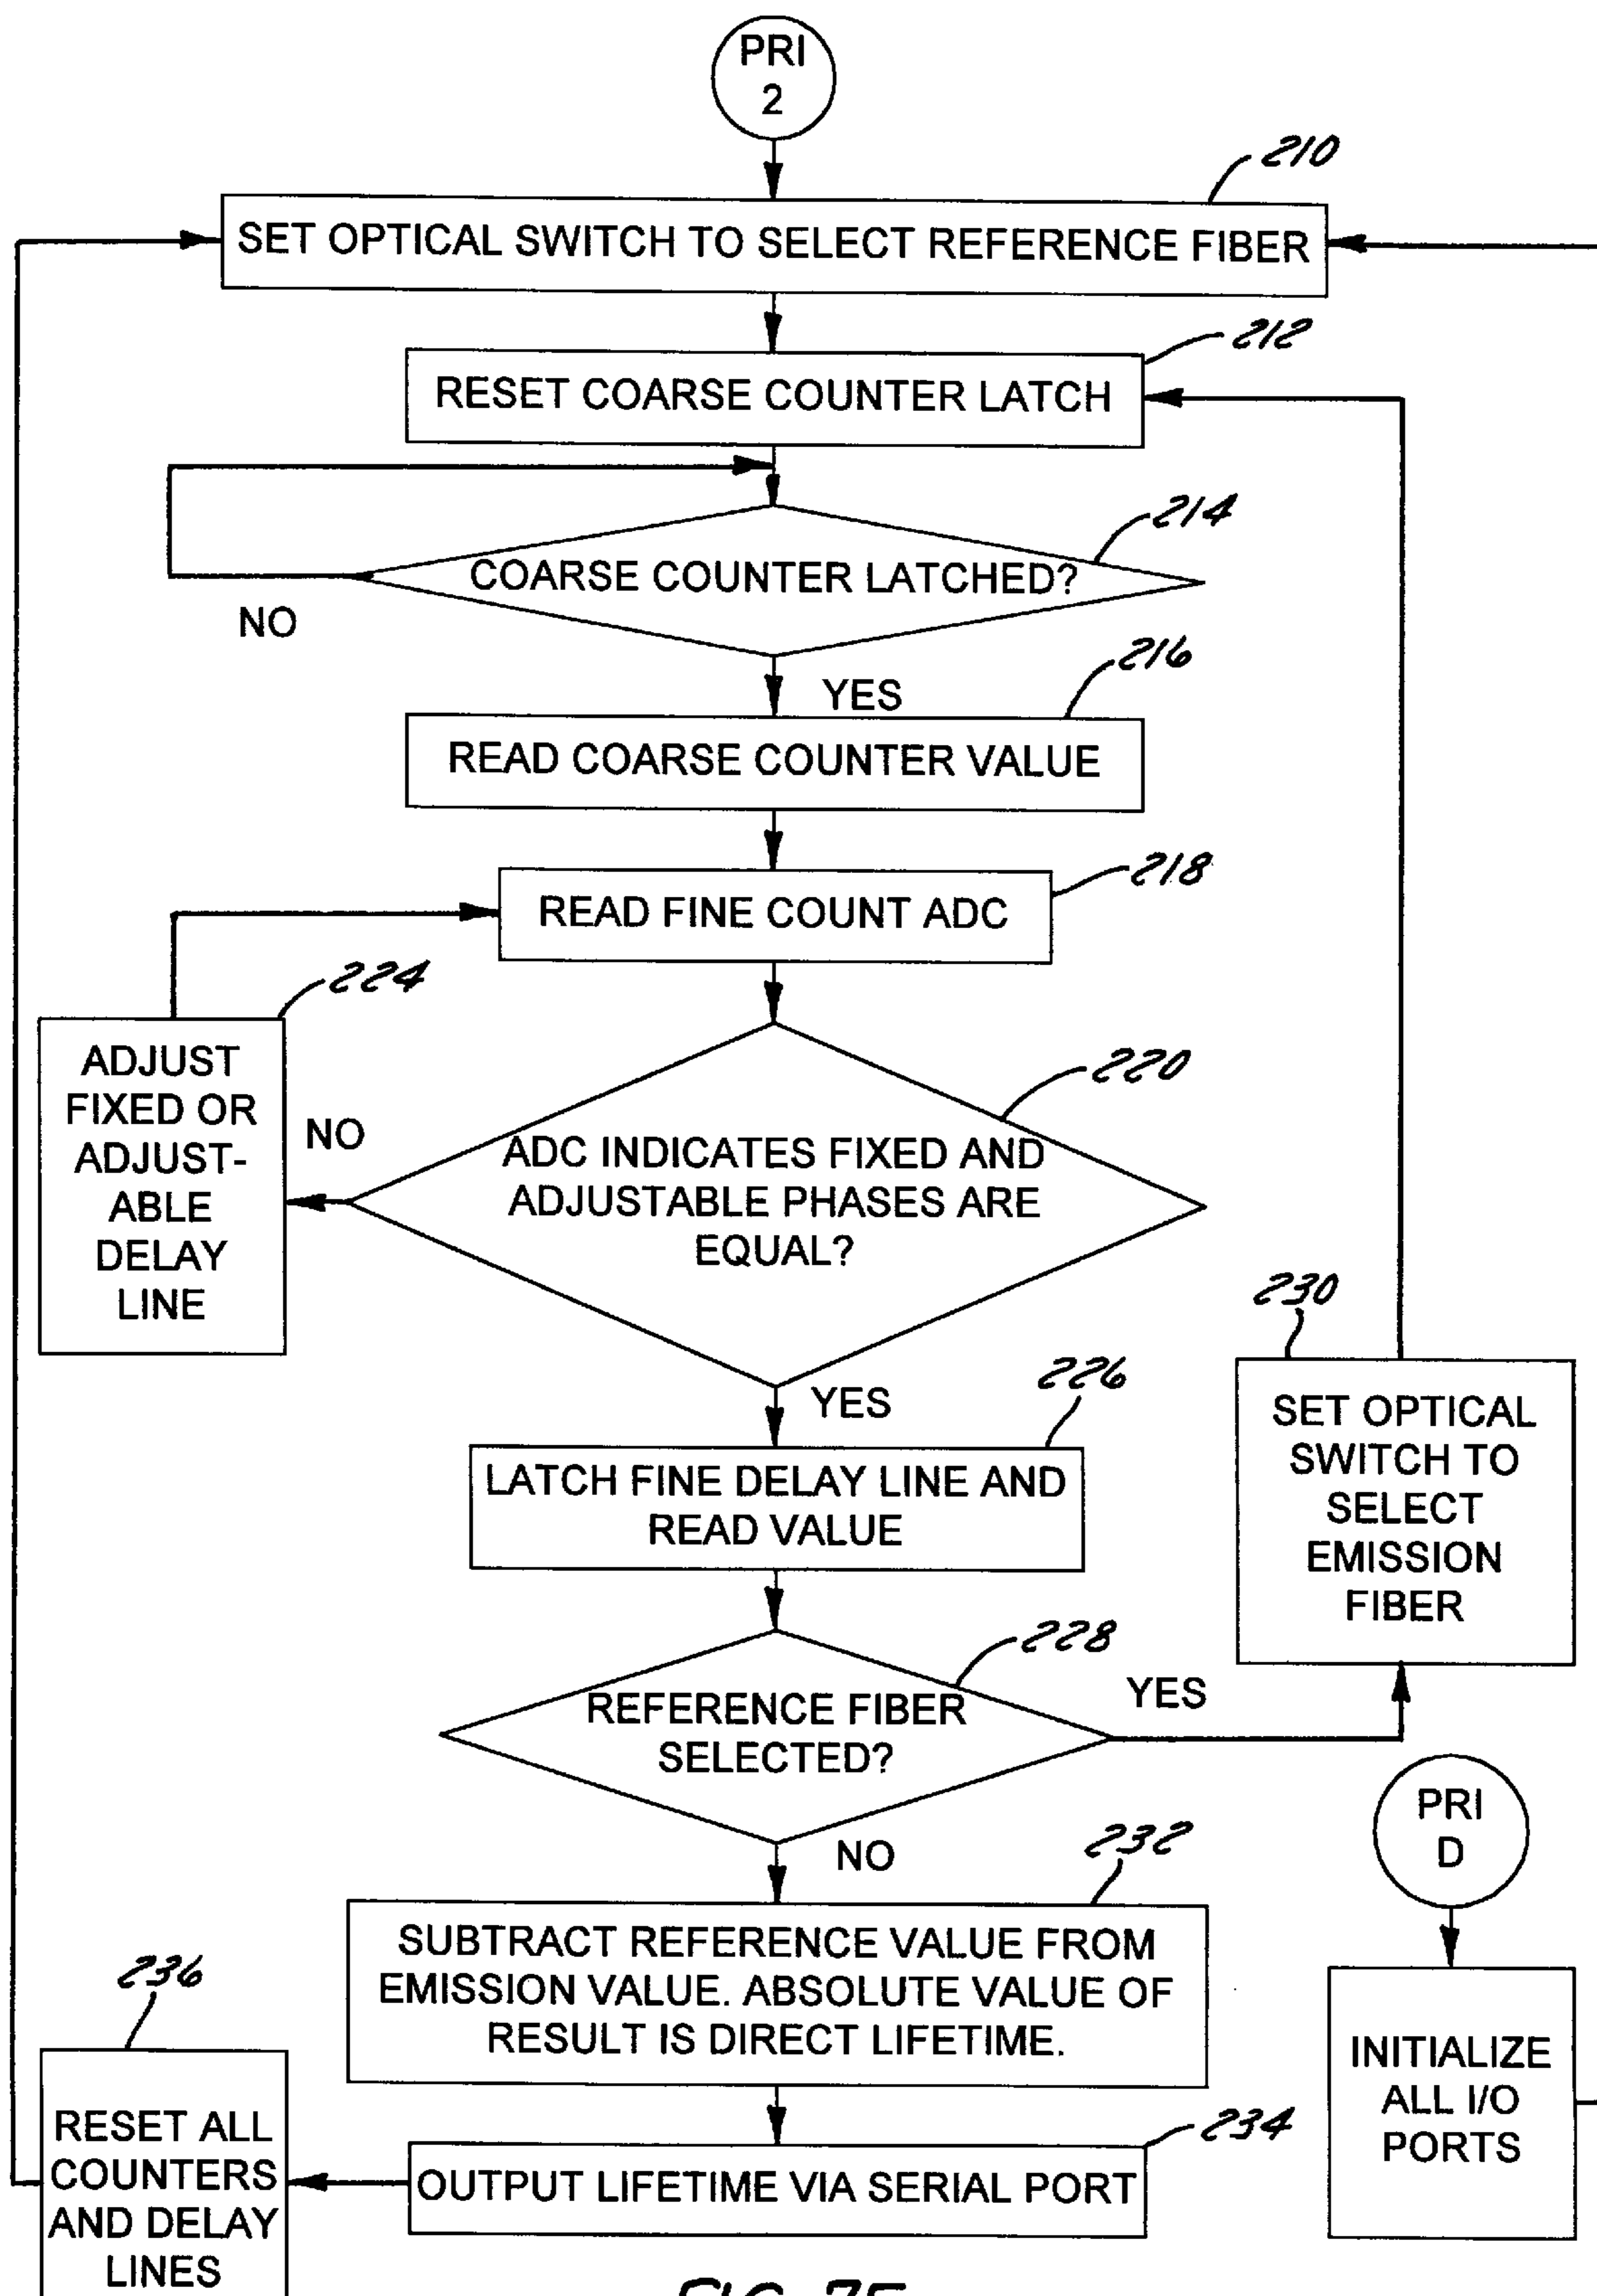 PRI
2
210
SET OPTICAL SWITCH TO SELECT REFERENCE FIBER
212
RESET COARSE COUNTER LATCH
214
COARSE COUNTER LATCHED?
NO
216
YES
READ COARSE COUNTER VALUE
218
READ FINE COUNT ADC
224
ADJUST
FIXED OR
ADJUST-
ABLE
DELAY
LINE
NO
220
ADC INDICATES FIXED AND
ADJUSTABLE PHASES ARE
EQUAL?
230
SET OPTICAL
SWITCH TO
SELECT
EMISSION
FIBER
YES
226
LATCH FINE DELAY LINE AND
READ VALUE
228
YES
REFERENCE FIBER
SELECTED?
PRI
D
NO
232
SUBTRACT REFERENCE VALUE FROM
EMISSION VALUE. ABSOLUTE VALUE OF
RESULT IS DIRECT LIFETIME.
INITIALIZE
ALL I/O
PORTS
236
RESET ALL
COUNTERS
AND DELAY
LINES
234
OUTPUT LIFETIME VIA SERIAL PORT